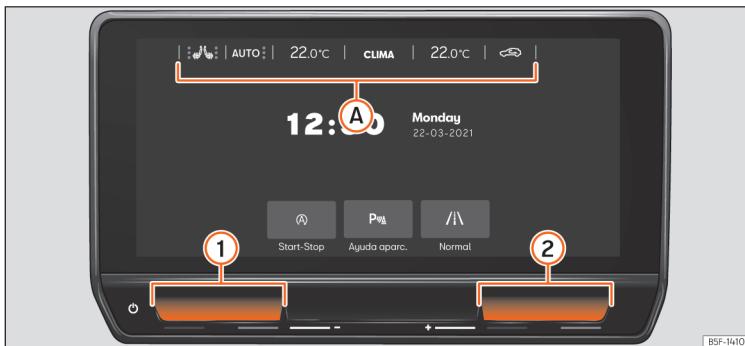 AUTO 22.0°C CLIMA 22.0°C
A
Monday
22-03-2021
P
Start-Stop Ayuda aparc. Normal
1 2
- +
B5F-1410